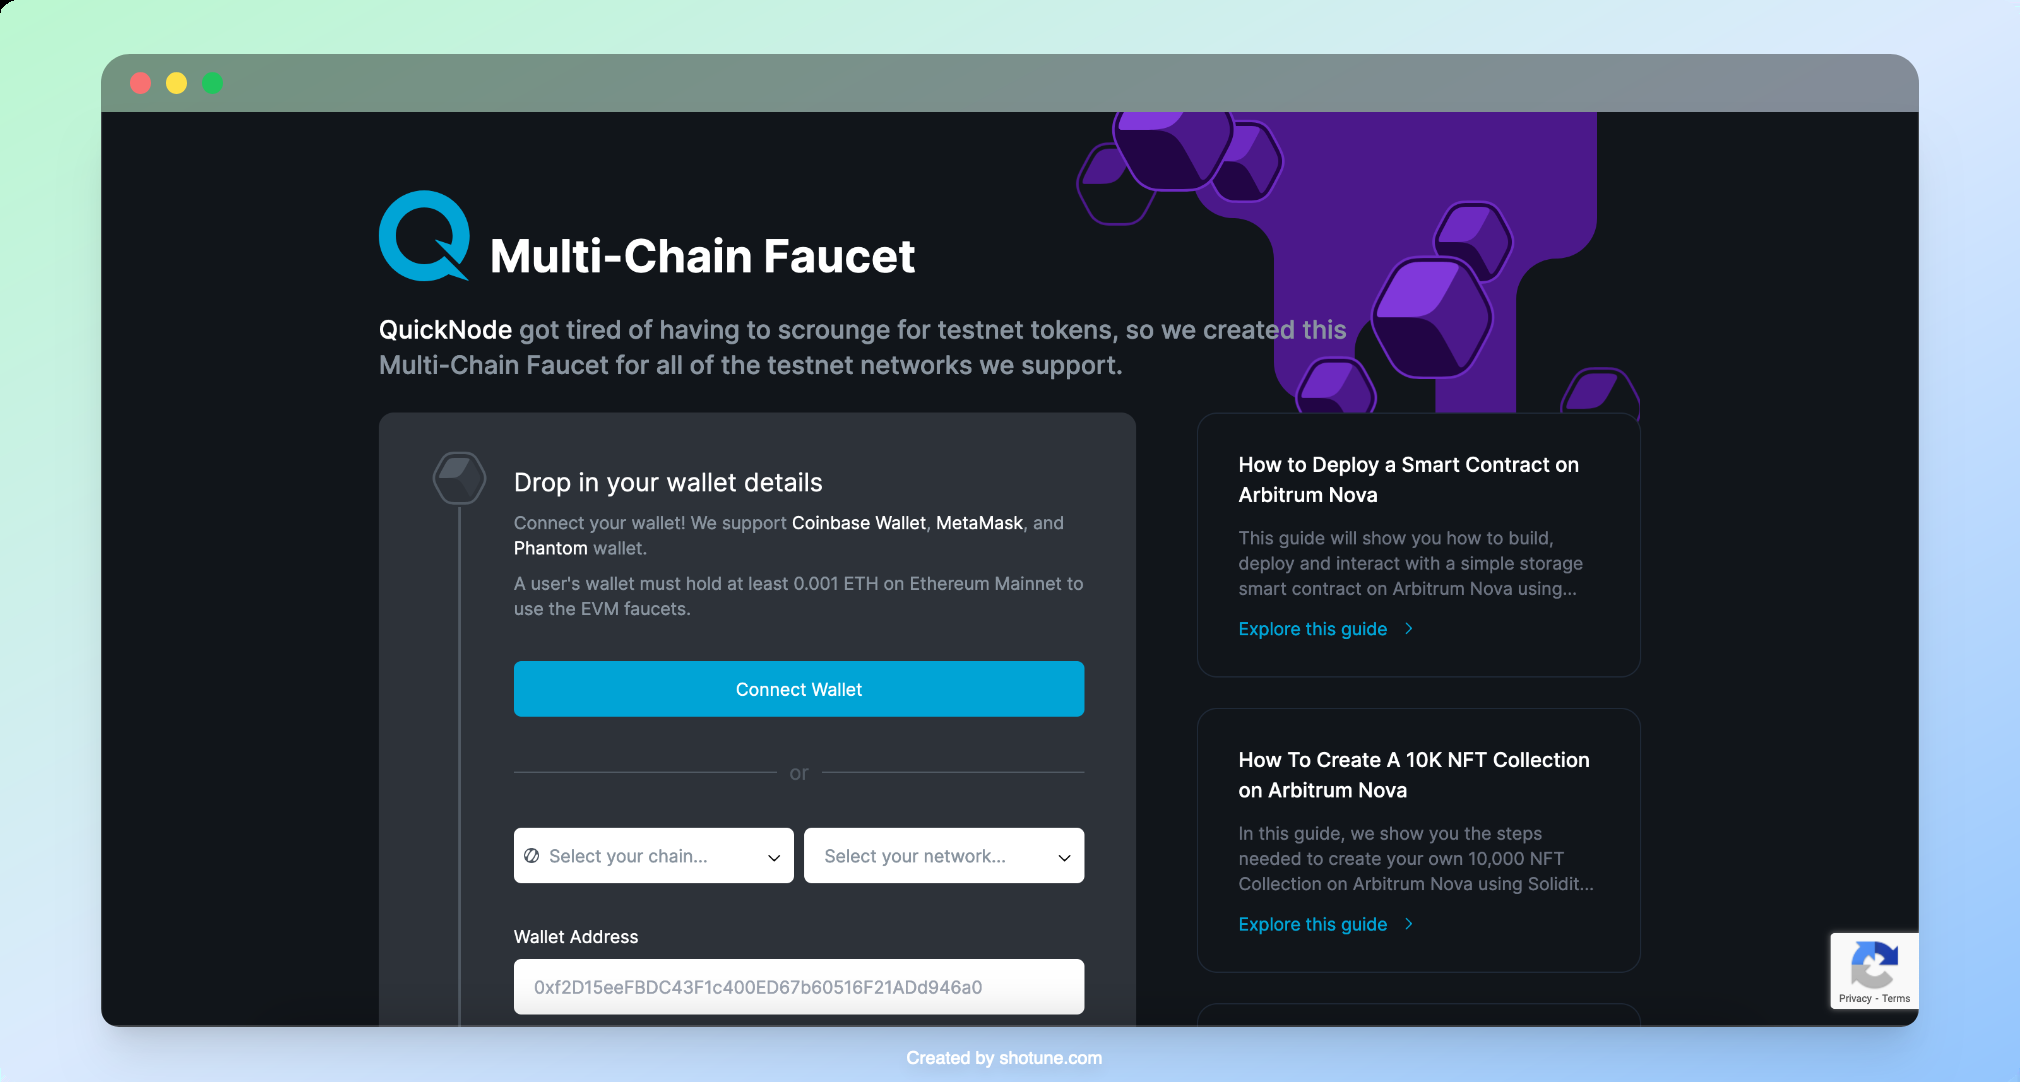 Multi-Chain Faucet
QuickNode got tired of having to scrounge for testnet tokens, so we created this
Multi-Chain Faucet for all of the testnet networks we support.
Drop in your wallet details
Connect your wallet! We support Coinbase Wallet, MetaMask, and
Phantom wallet.
A user's wallet must hold at least 0.001 ETH on Ethereum Mainnet to
use the EVM faucets.
Connect Wallet
or
Select your chain...
Select your network...
Wallet Address
0xf2D15eeFBDC43F1c400ED67b60516F21ADd946a0
How to Deploy a Smart Contract on
Arbitrum Nova
This guide will show you how to build,
deploy and interact with a simple storage
smart contract on Arbitrum Nova using...
Explore this guide
How To Create A 10K NFT Collection
on Arbitrum Nova
In this guide, we show you the steps
needed to create your own 10,000 NFT
Collection on Arbitrum Nova using Solidit...
Explore this guide
Privacy - Terms
Created by shotune.com